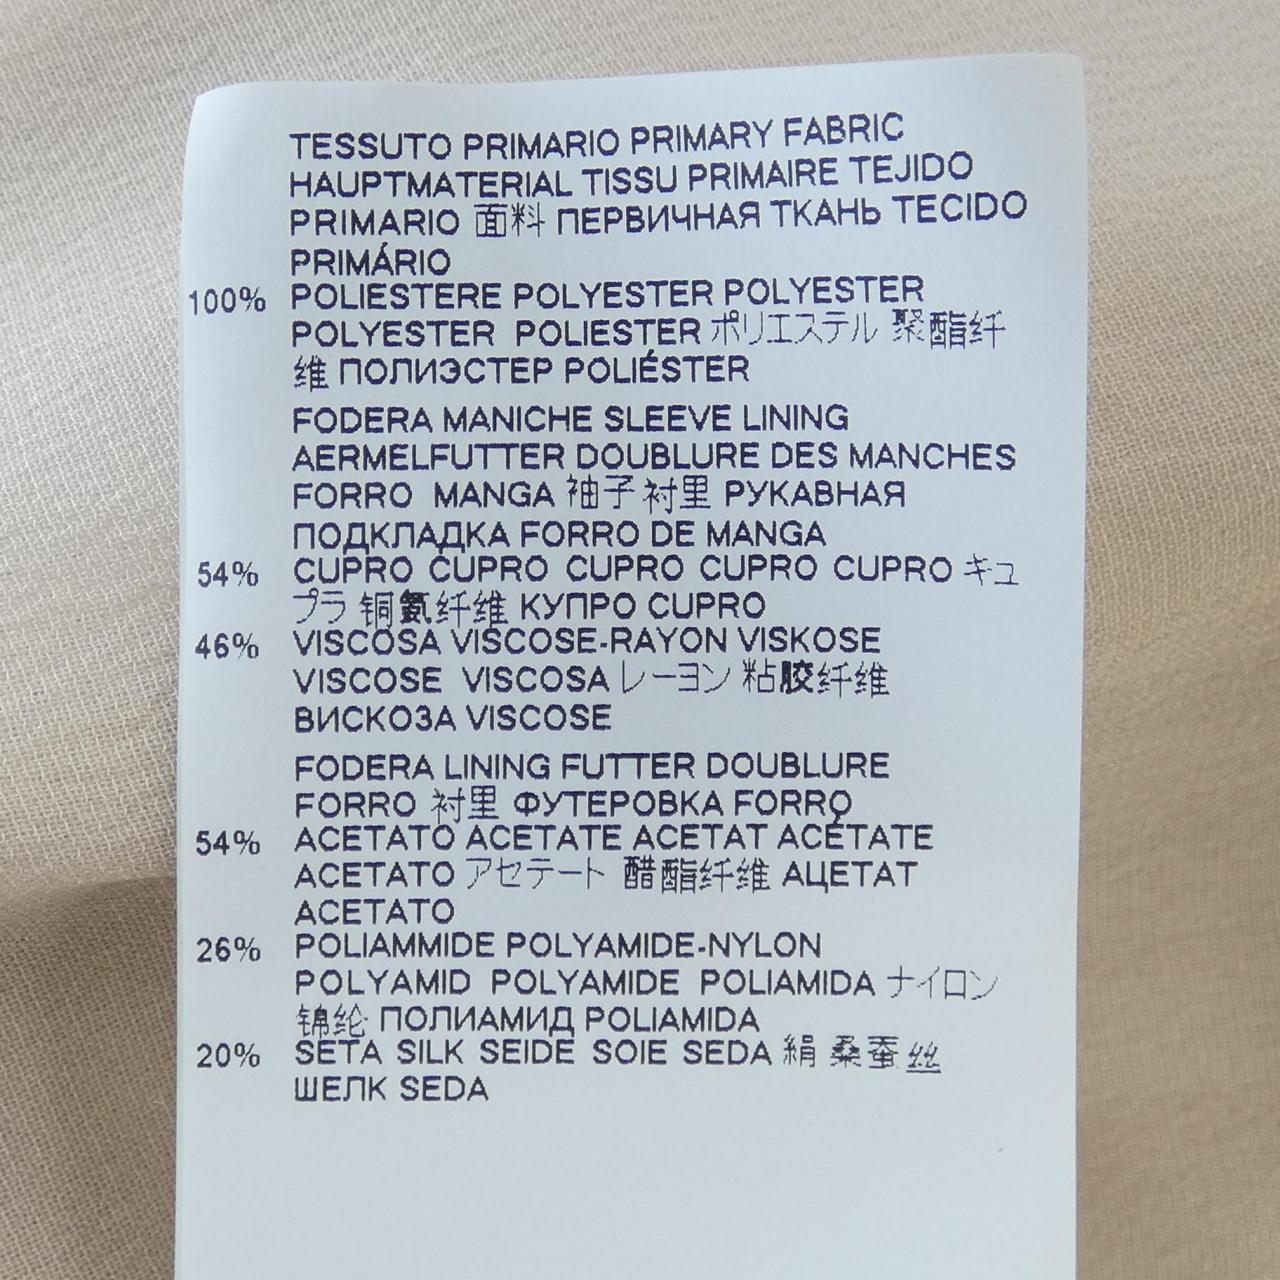 TESSUTO PRIMARIO PRIMARY FABRIC
HAUPTMATERIAL TISSU PRIMAIRE TEJIDO
PRIMARIO 面料 ПЕРВИЧНАЯ ТКАНЬ TECIDO
PRIMÁRIO
100% POLIESTERE POLYESTER POLYESTER
POLYESTER POLIESTER ポリエステル 聚酯纤
维 ПОЛИЭСТЕР POLIÉSTER
FODERA MANICHE SLEEVE LINING
AERMELFUTTER DOUBLURE DES MANCHES
FORRO MANGA 袖子衬里 РУКАВНАЯ
ПОДКЛАДКА FORRO DE MANGA
54% CUPRO CUPRO CUPRO CUPRO CUPRO キュ
プラ 铜氨纤维 КУПРО CUPRO
46% VISCOSA VISCOSE-RAYON VISKOSE
VISCOSE VISCOSA レーヨン 粘胶纤维
ВИСКОЗА VISCOSE
FODERA LINING FUTTER DOUBLURE
FORRO 衬里 ФУТЕРОВКА FORRO
54% ACETATO ACETATE ACETAT ACÉTATE
ACETATO アセテート 醋酯纤维 АЦЕТАТ
ACETATO
26% POLIAMMIDE POLYAMIDE-NYLON
POLYAMID POLYAMIDE POLIAMIDA ナイロン
锦纶 ПОЛИАМИД POLIAMIDA
20% SETA SILK SEIDE SOIE SEDA 絹 桑蚕丝
ШЕЛК SEDA